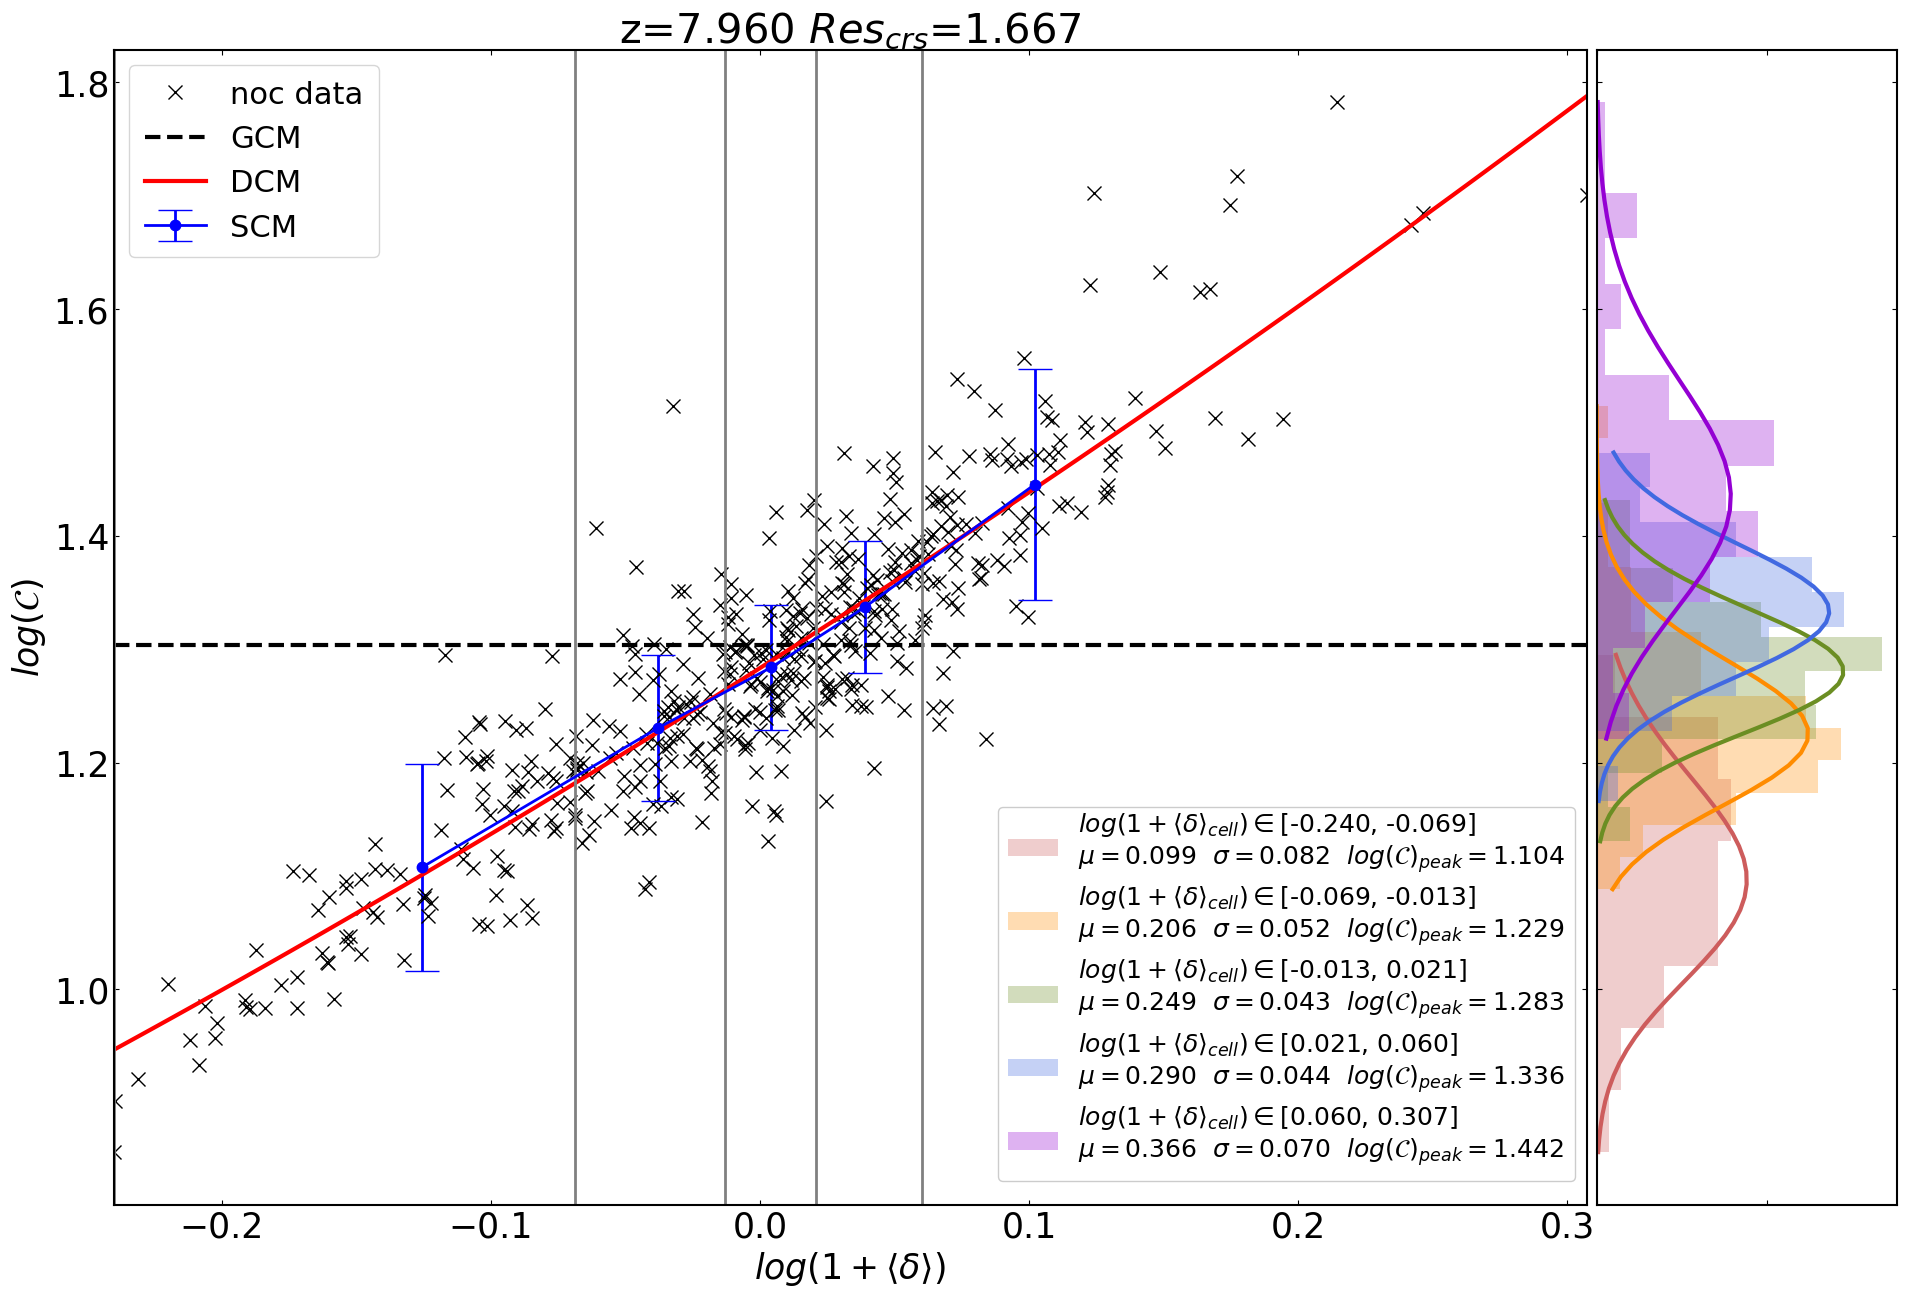 z=7.960 Res_crs=1.667
noc data
GCM
DCM
SCM
1.8
1.6
1.4
1.2
1.0
log(𝒞)
log(1 + ⟨δ⟩_cell) ∈ [-0.240, -0.069]
μ = 0.099 σ = 0.082 log(𝒞)_peak = 1.104
log(1 + ⟨δ⟩_cell) ∈ [-0.069, -0.013]
μ = 0.206 σ = 0.052 log(𝒞)_peak = 1.229
log(1 + ⟨δ⟩_cell) ∈ [-0.013, 0.021]
μ = 0.249 σ = 0.043 log(𝒞)_peak = 1.283
log(1 + ⟨δ⟩_cell) ∈ [0.021, 0.060]
μ = 0.290 σ = 0.044 log(𝒞)_peak = 1.336
log(1 + ⟨δ⟩_cell) ∈ [0.060, 0.307]
μ = 0.366 σ = 0.070 log(𝒞)_peak = 1.442
−0.2 −0.1 0.0 0.1 0.2 0.3
log(1 + ⟨δ⟩)